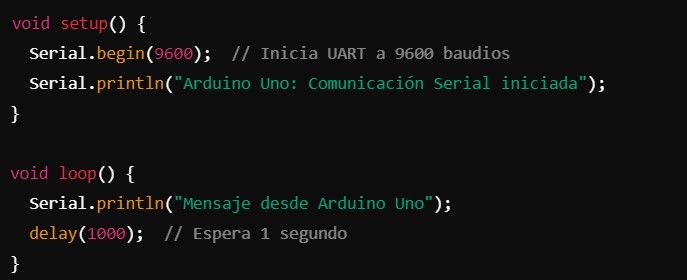 void setup() {
  Serial.begin(9600);  // Inicia UART a 9600 baudios
  Serial.println("Arduino Uno: Comunicación Serial iniciada");
}

void loop() {
  Serial.println("Mensaje desde Arduino Uno");
  delay(1000);  // Espera 1 segundo
}